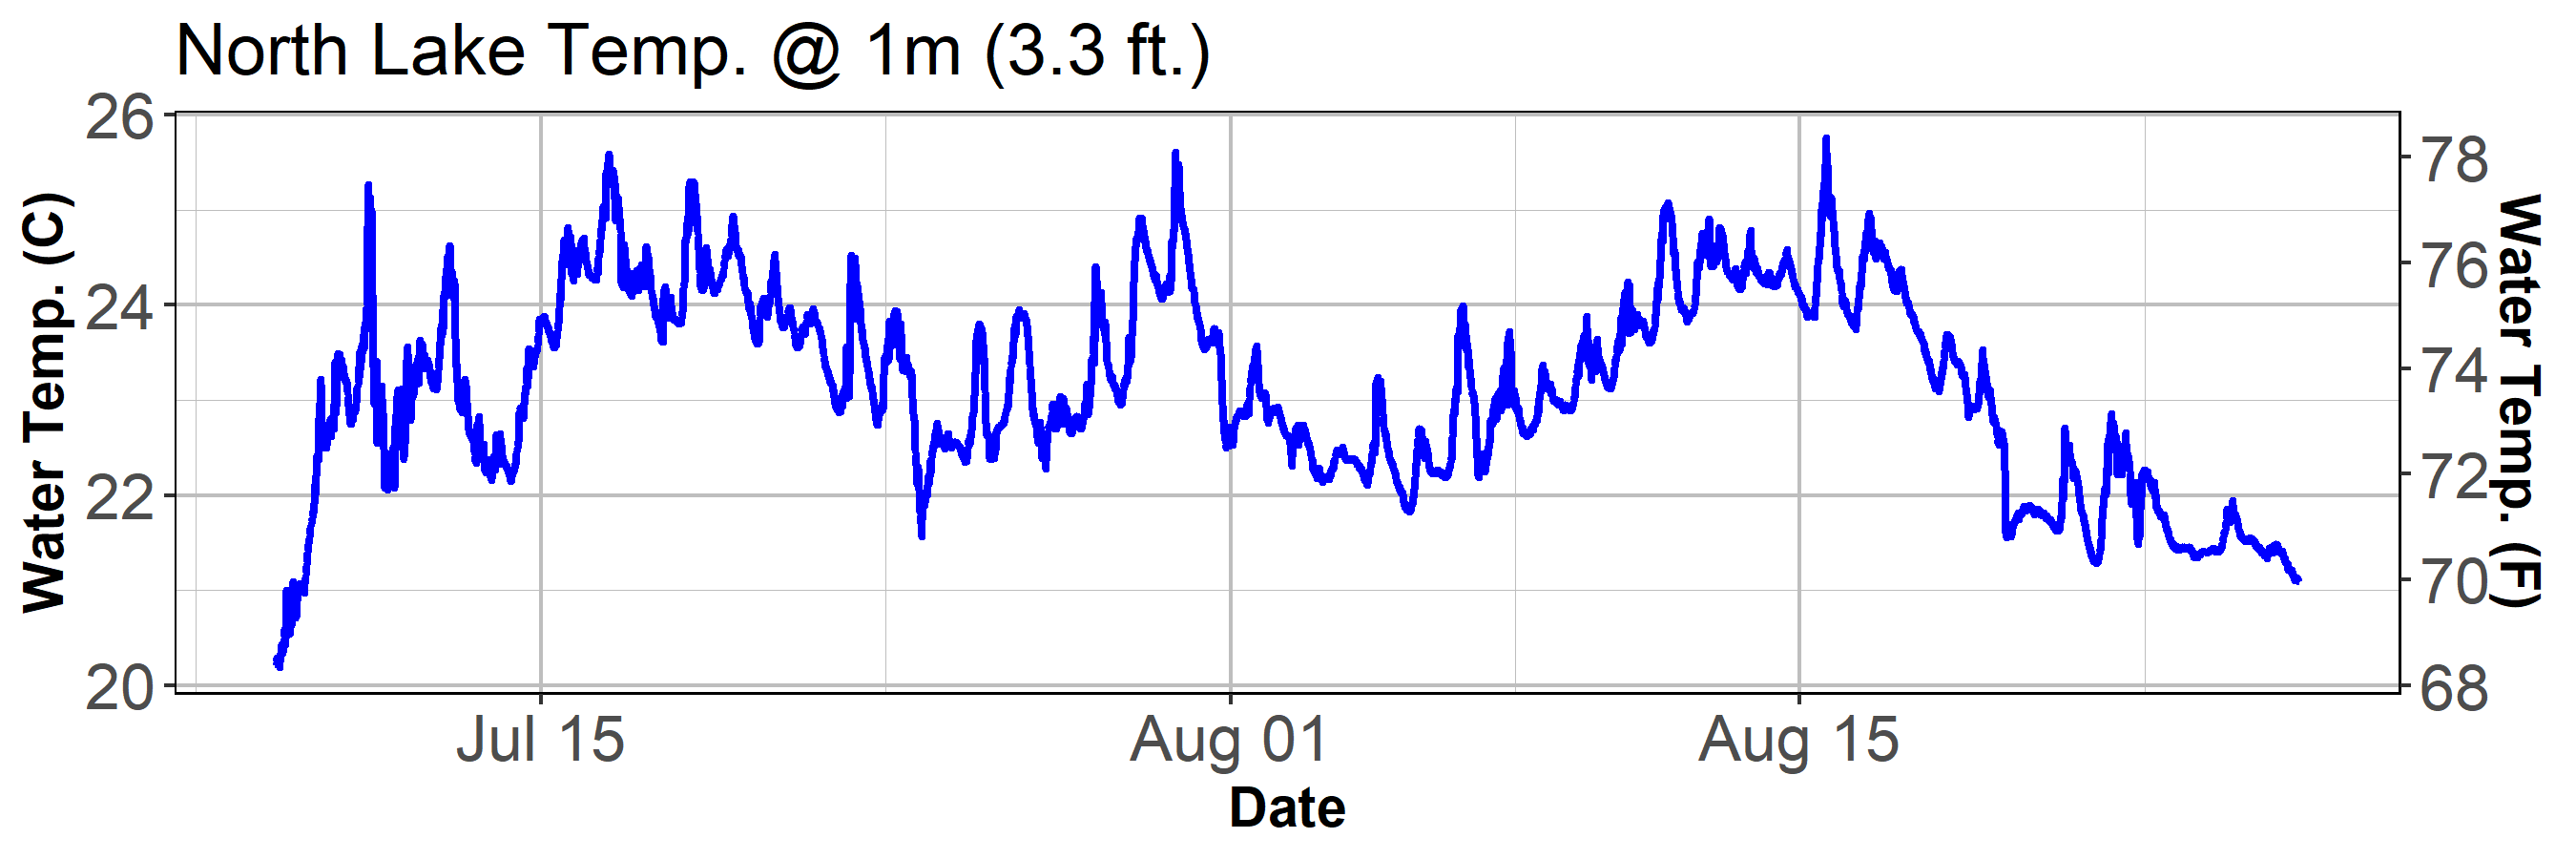 North Lake Temp. @ 1m (3.3 ft.)
Water Temp. (C)
26
24
22
20
78
76
74
72
70
68
Water Temp. (F)
Jul 15
Aug 01
Aug 15
Date